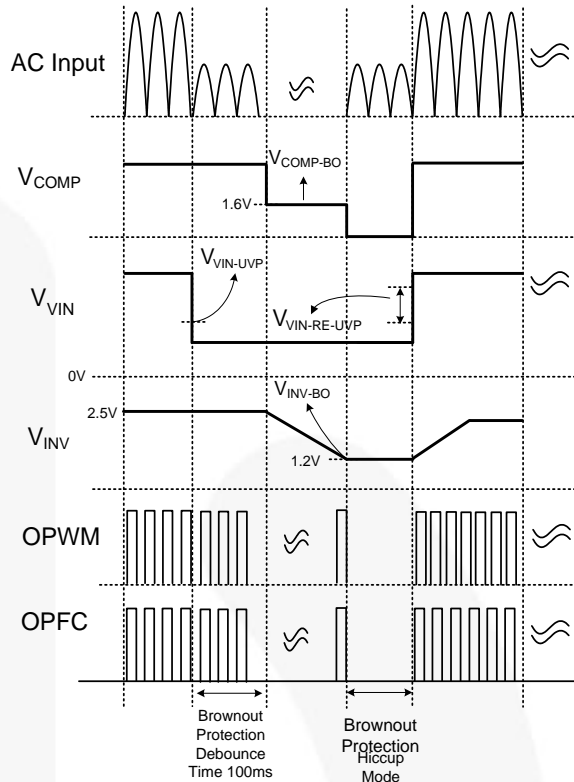 AC Input
VCOMP
VCOMP-BO
1.6V
VVIN
VVIN-UVP
VVIN-RE-UVP
0V
VINV
2.5V
VINV-BO
1.2V
OPWM
OPFC
Brownout
Protection
Debounce
Time 100ms
Brownout
Protection
Hiccup
Mode